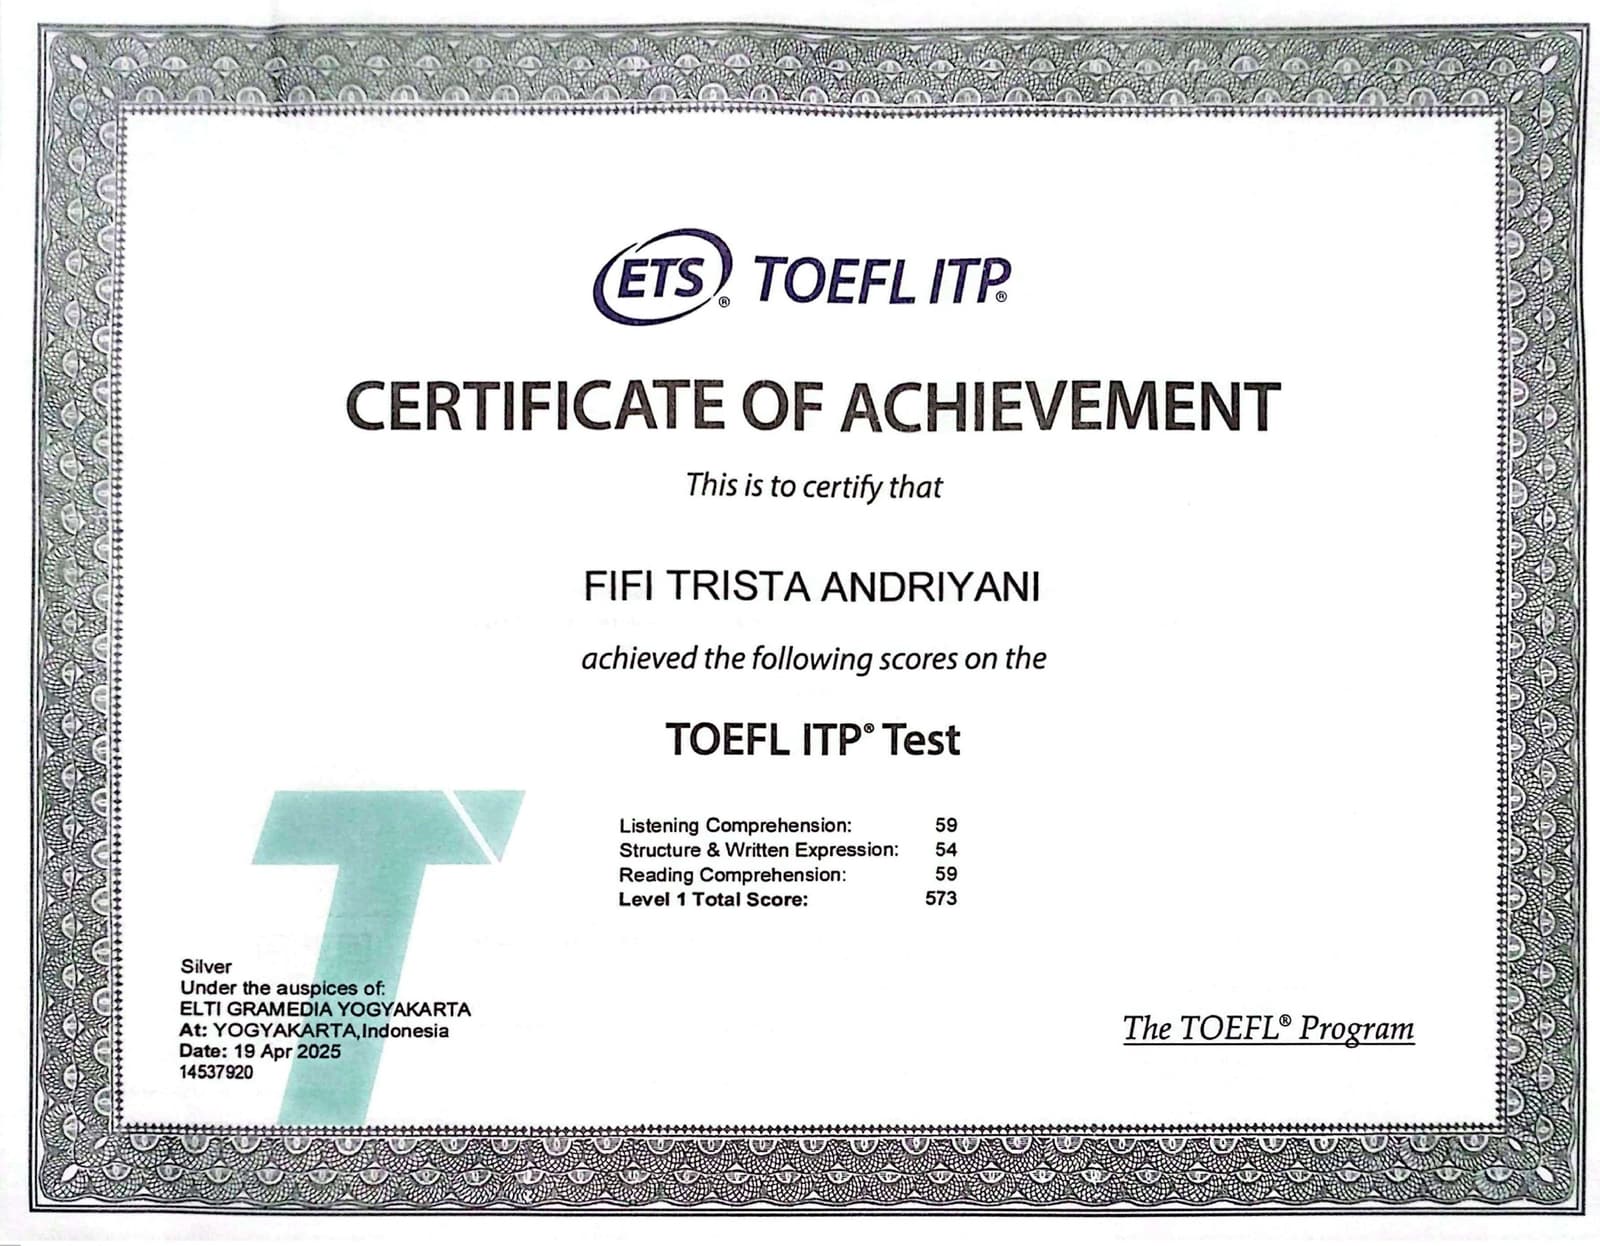 ETS® TOEFL ITP®
CERTIFICATE OF ACHIEVEMENT
This is to certify that
FIFI TRISTA ANDRIYANI
achieved the following scores on the
TOEFL ITP® Test
Listening Comprehension: 59
Structure & Written Expression: 54
Reading Comprehension: 59
Level 1 Total Score: 573
Silver
Under the auspices of:
ELTI GRAMEDIA YOGYAKARTA
At: YOGYAKARTA,Indonesia
Date: 19 Apr 2025
14537920
The TOEFL® Program